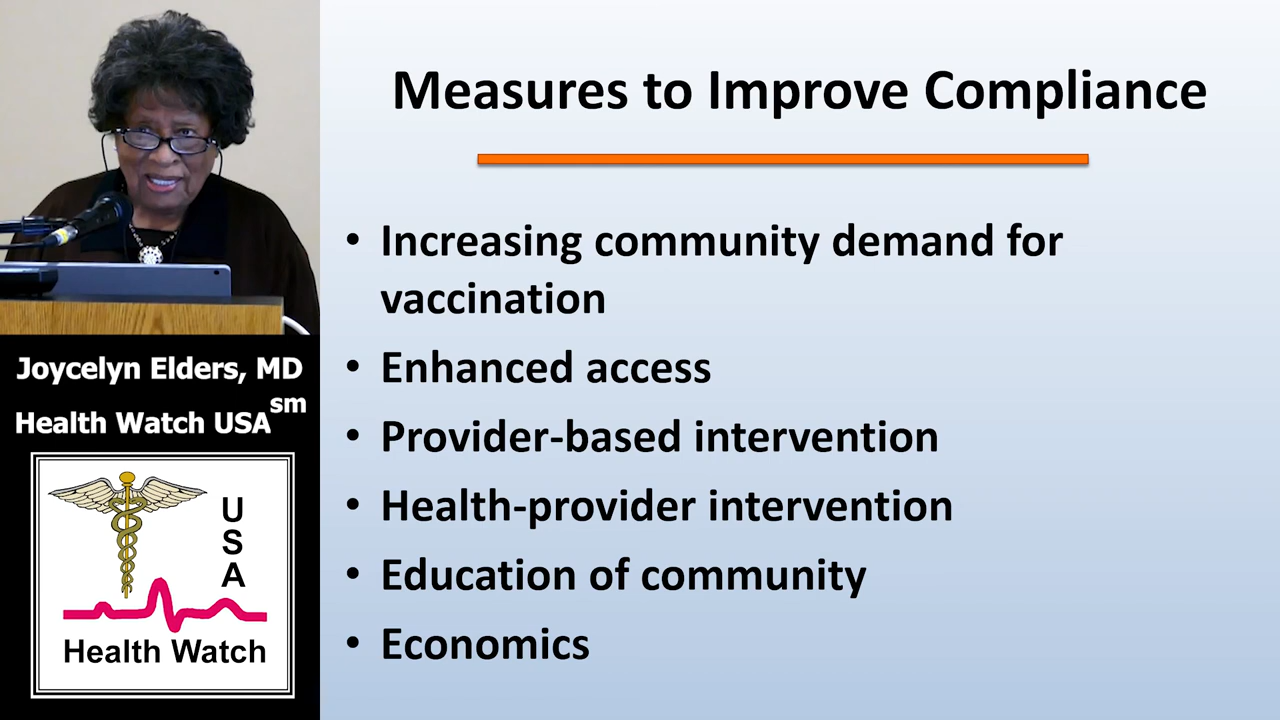 Measures to Improve Compliance
• Increasing community demand for
vaccination
• Enhanced access
• Provider-based intervention
• Health-provider intervention
• Education of community
• Economics
Joycelyn Elders, MD
Health Watch USA sm
U
S
A
Health Watch